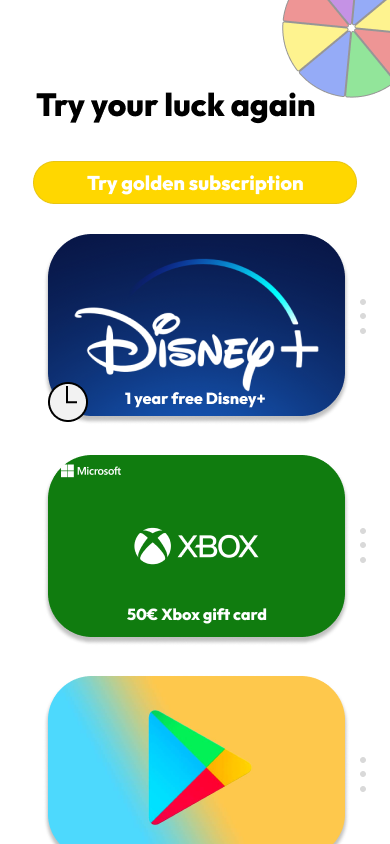 Try your luck again
Try golden subscription
Disney+
1 year free Disney+
Microsoft
XBOX
50€ Xbox gift card